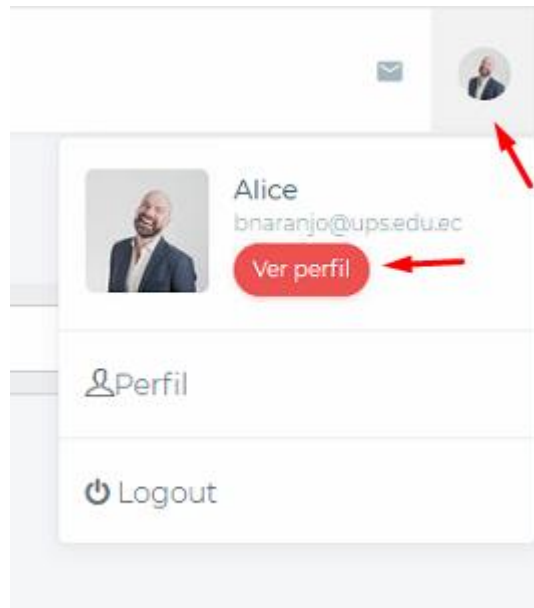 Alice
bnaranjo@ups.edu.ec
Ver perfil
Perfil
Logout